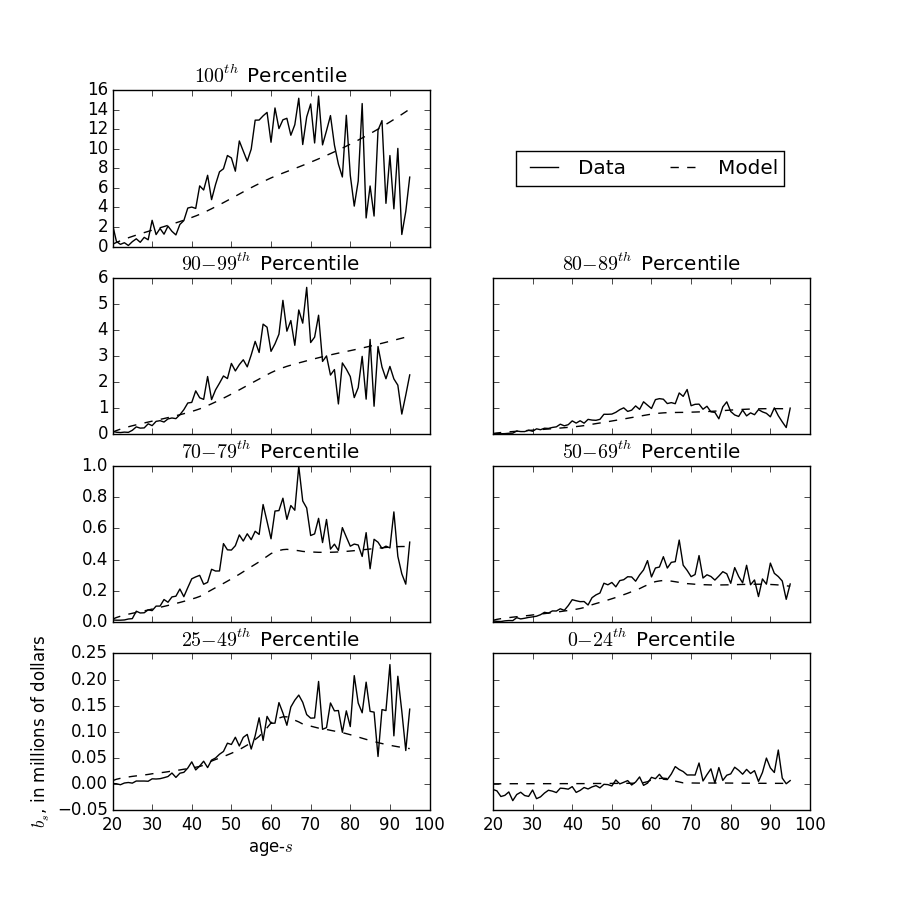 100th Percentile
16
14
12
10
8
6
4
2
0
Data Model
90−99th Percentile
6
5
4
3
2
1
0
80−89th Percentile
70−79th Percentile
1.0
0.8
0.6
0.4
0.2
0.0
50−69th Percentile
25−49th Percentile
0.25
0.20
0.15
0.10
0.05
0.00
−0.05
20 30 40 50 60 70 80 90 100
age-s
b_s, in millions of dollars
0−24th Percentile
20 30 40 50 60 70 80 90 100